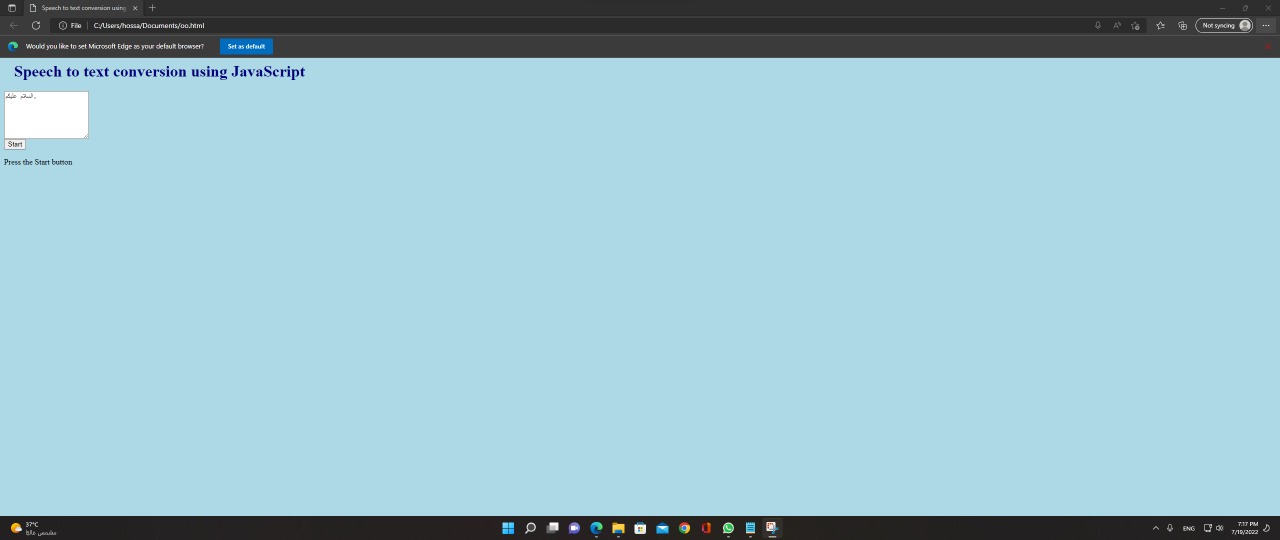 Speech to text conversion using
File
C:/Users/hossa/Documents/oo.html
Not syncing
Would you like to set Microsoft Edge as your default browser?
Set as default
Speech to text conversion using JavaScript
السلام عليكم.
Start
Press the Start button
37°C
مشمس غالبًا
ENG
7:17 PM
7/19/2022